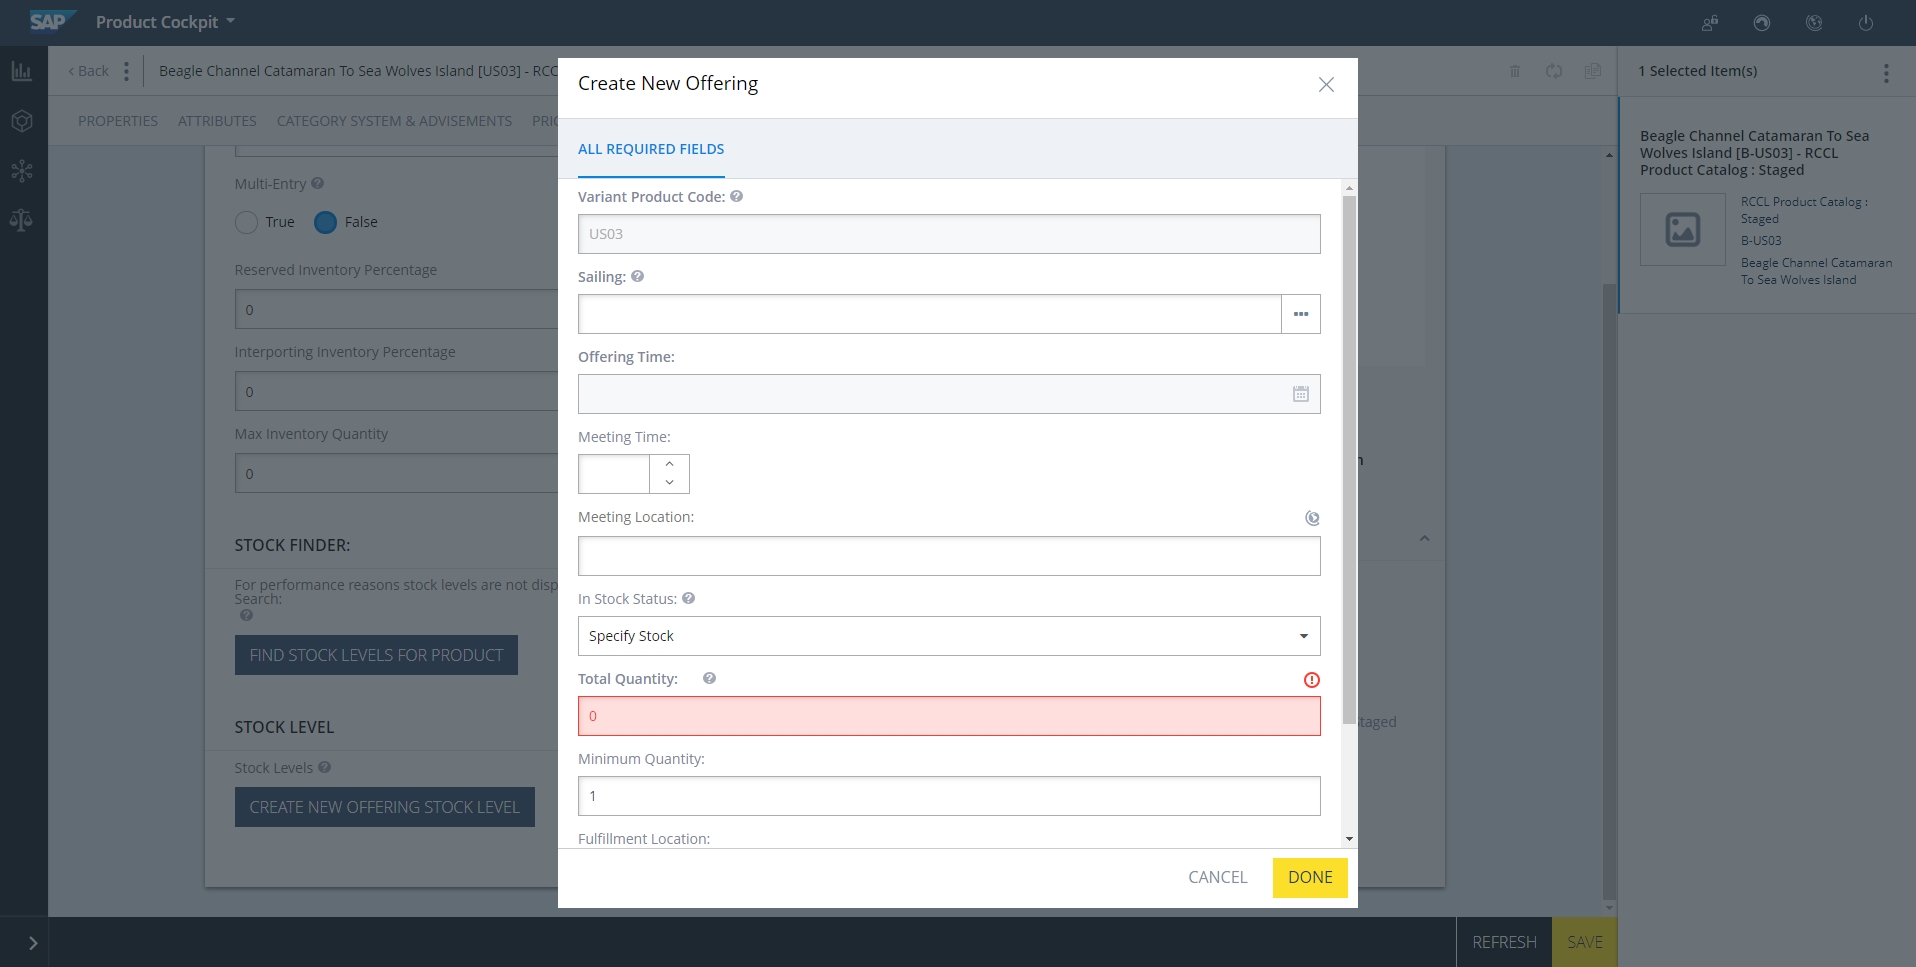 SAP Product Cockpit
Back
Beagle Channel Catamaran To Sea Wolves Island [US03] - RCC
1 Selected Item(s)
PROPERTIES ATTRIBUTES CATEGORY SYSTEM & ADVISEMENTS PRIC
Multi-Entry
True False
Reserved Inventory Percentage
0
Interporting Inventory Percentage
0
Max Inventory Quantity
0
STOCK FINDER:
For performance reasons stock levels are not disp
Search:
FIND STOCK LEVELS FOR PRODUCT
STOCK LEVEL
Stock Levels
CREATE NEW OFFERING STOCK LEVEL
Create New Offering
ALL REQUIRED FIELDS
Variant Product Code:
US03
Sailing:
Offering Time:
Meeting Time:
Meeting Location:
In Stock Status:
Specify Stock
Total Quantity:
0
Minimum Quantity:
1
Fulfillment Location:
CANCEL DONE
n
Staged
Beagle Channel Catamaran To Sea
Wolves Island [B-US03] - RCCL
Product Catalog : Staged
RCCL Product Catalog :
Staged
B-US03
Beagle Channel Catamaran
To Sea Wolves Island
REFRESH SAVE